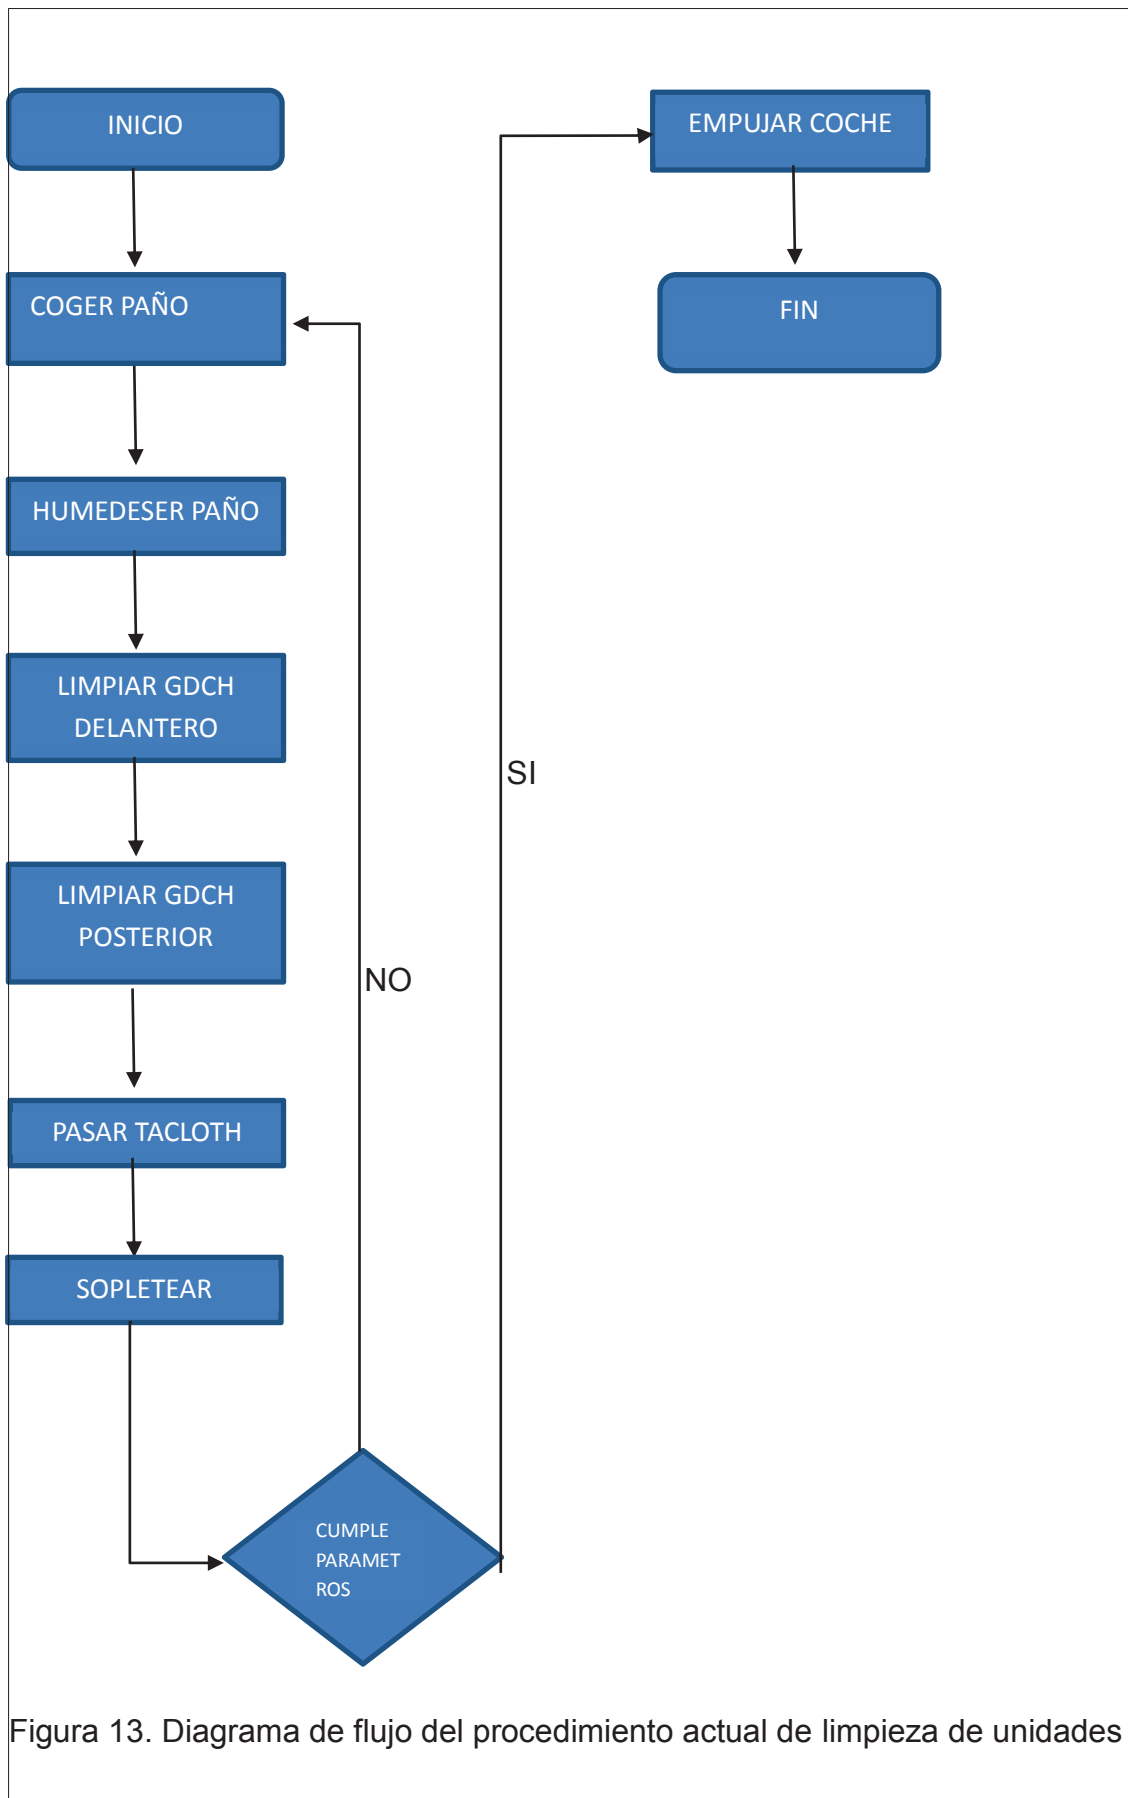 INICIO
COGER PAÑO
HUMEDESER PAÑO
LIMPIAR GDCH
DELANTERO
LIMPIAR GDCH
POSTERIOR
PASAR TACLOTH
SOPLETEAR
CUMPLE
PARAMET
ROS
NO
SI
EMPUJAR COCHE
FIN
Figura 13. Diagrama de flujo del procedimiento actual de limpieza de unidades